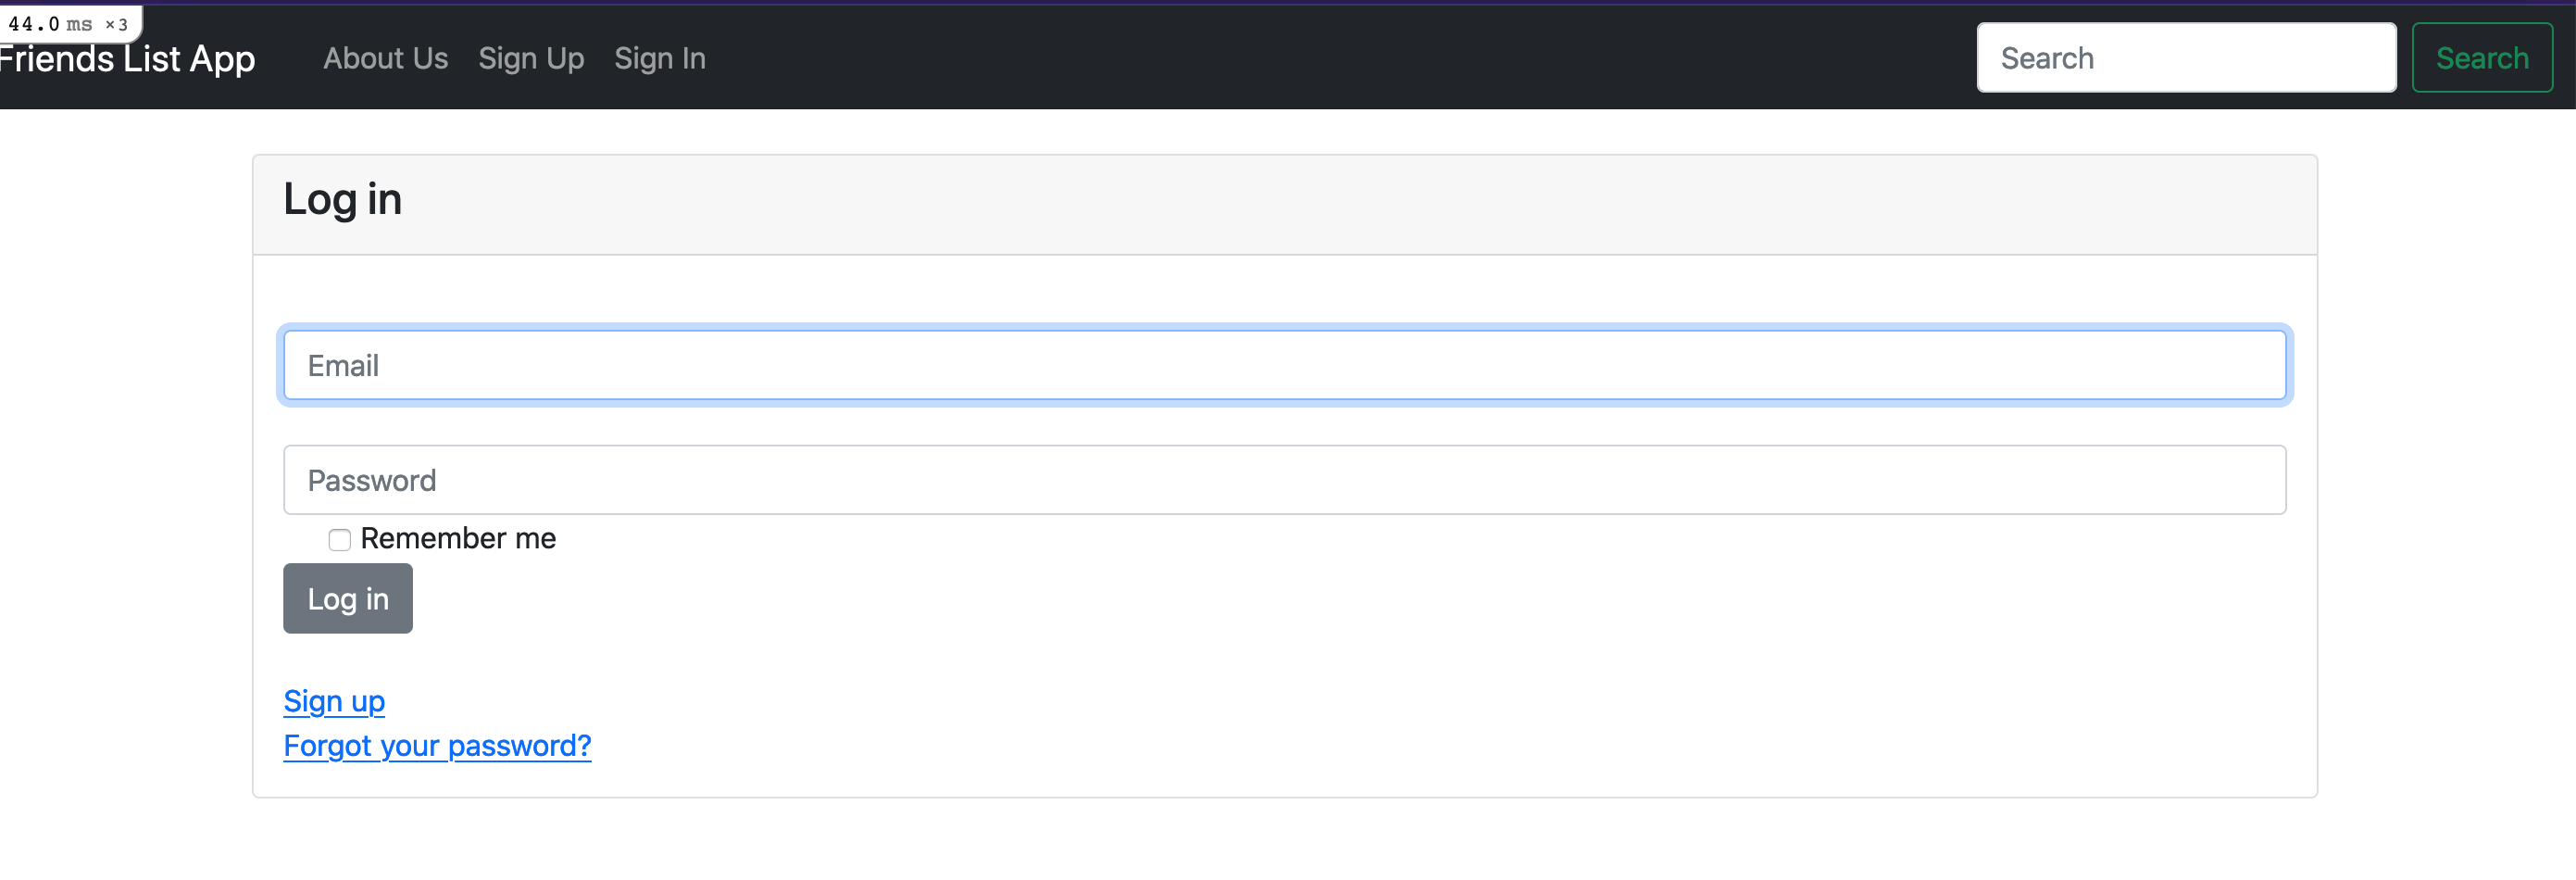 44.0 ms ×3
Friends List App About Us Sign Up Sign In Search Search
Log in
Email
Password
Remember me
Log in
Sign up
Forgot your password?